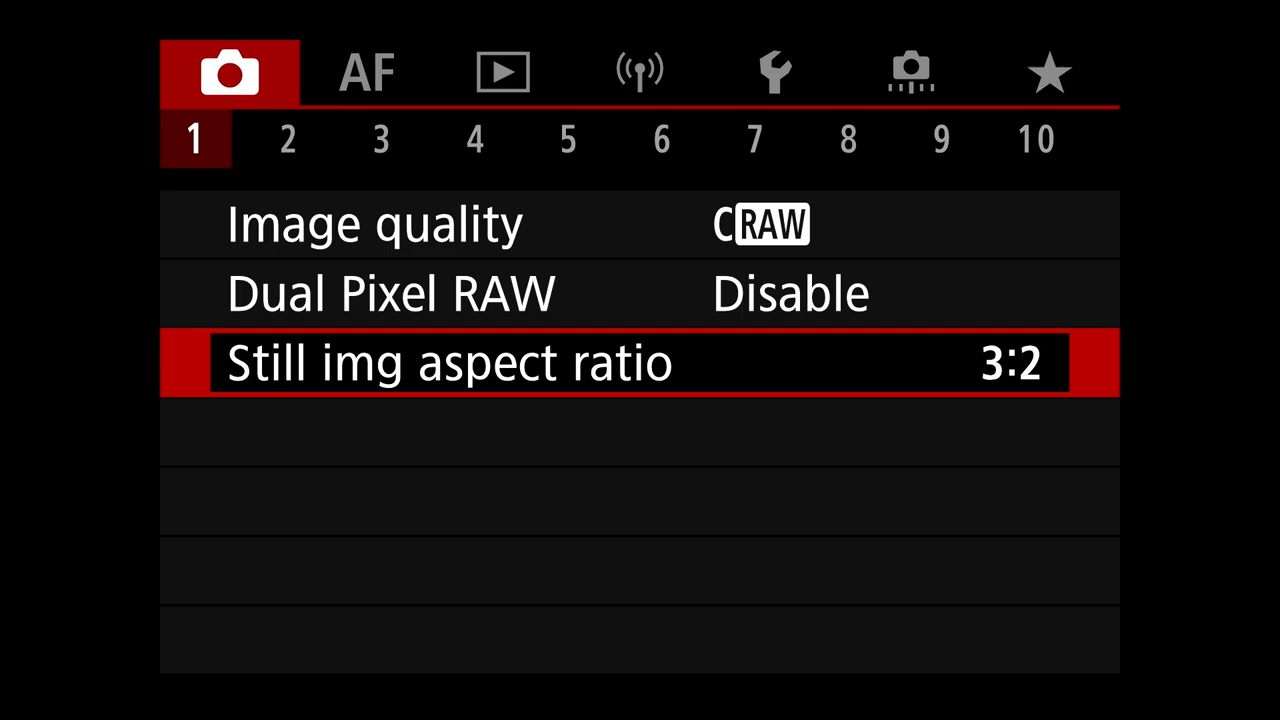 AF
1 2 3 4 5 6 7 8 9 10
Image quality CRAW
Dual Pixel RAW Disable
Still img aspect ratio 3:2